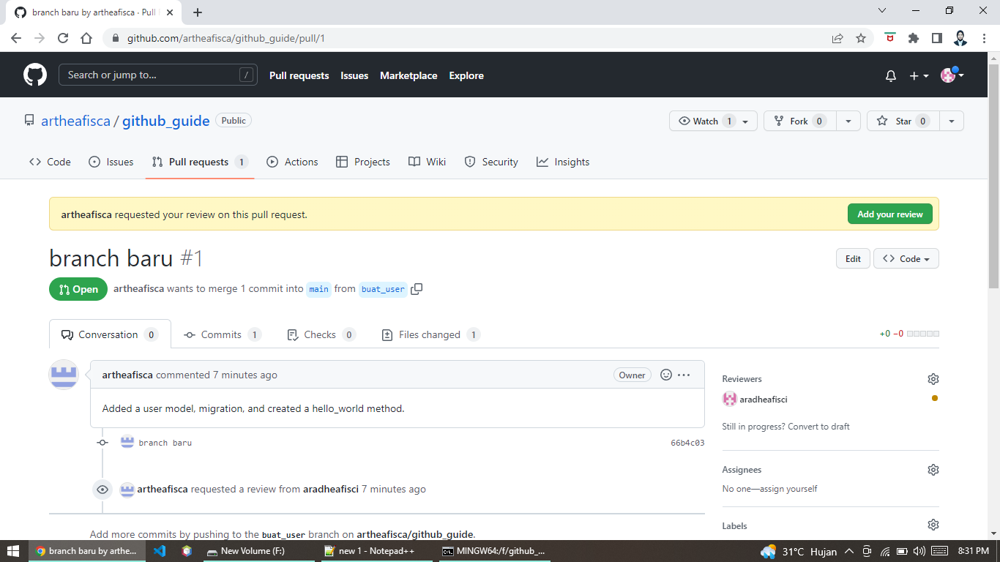 branch baru by artheafisca · Pull
github.com/artheafisca/github_guide/pull/1
Search or jump to... /
Pull requests Issues Marketplace Explore
artheafisca / github_guide Public
Watch 1 Fork 0 Star 0
Code Issues Pull requests 1 Actions Projects Wiki Security Insights
artheafisca requested your review on this pull request. Add your review
branch baru #1 Edit Code
Open artheafisca wants to merge 1 commit into main from buat_user
Conversation 0 Commits 1 Checks 0 Files changed 1 +0 −0
artheafisca commented 7 minutes ago Owner
Added a user model, migration, and created a hello_world method.
branch baru 66b4c03
artheafisca requested a review from aradheafisci 7 minutes ago
Add more commits by pushing to the buat_user branch on artheafisca/github_guide.
Reviewers
aradheafisci
Still in progress? Convert to draft
Assignees
No one—assign yourself
Labels
branch baru by arthe... New Volume (F:) new 1 - Notepad++ MINGW64:/f/github_... 31°C Hujan 8:31 PM